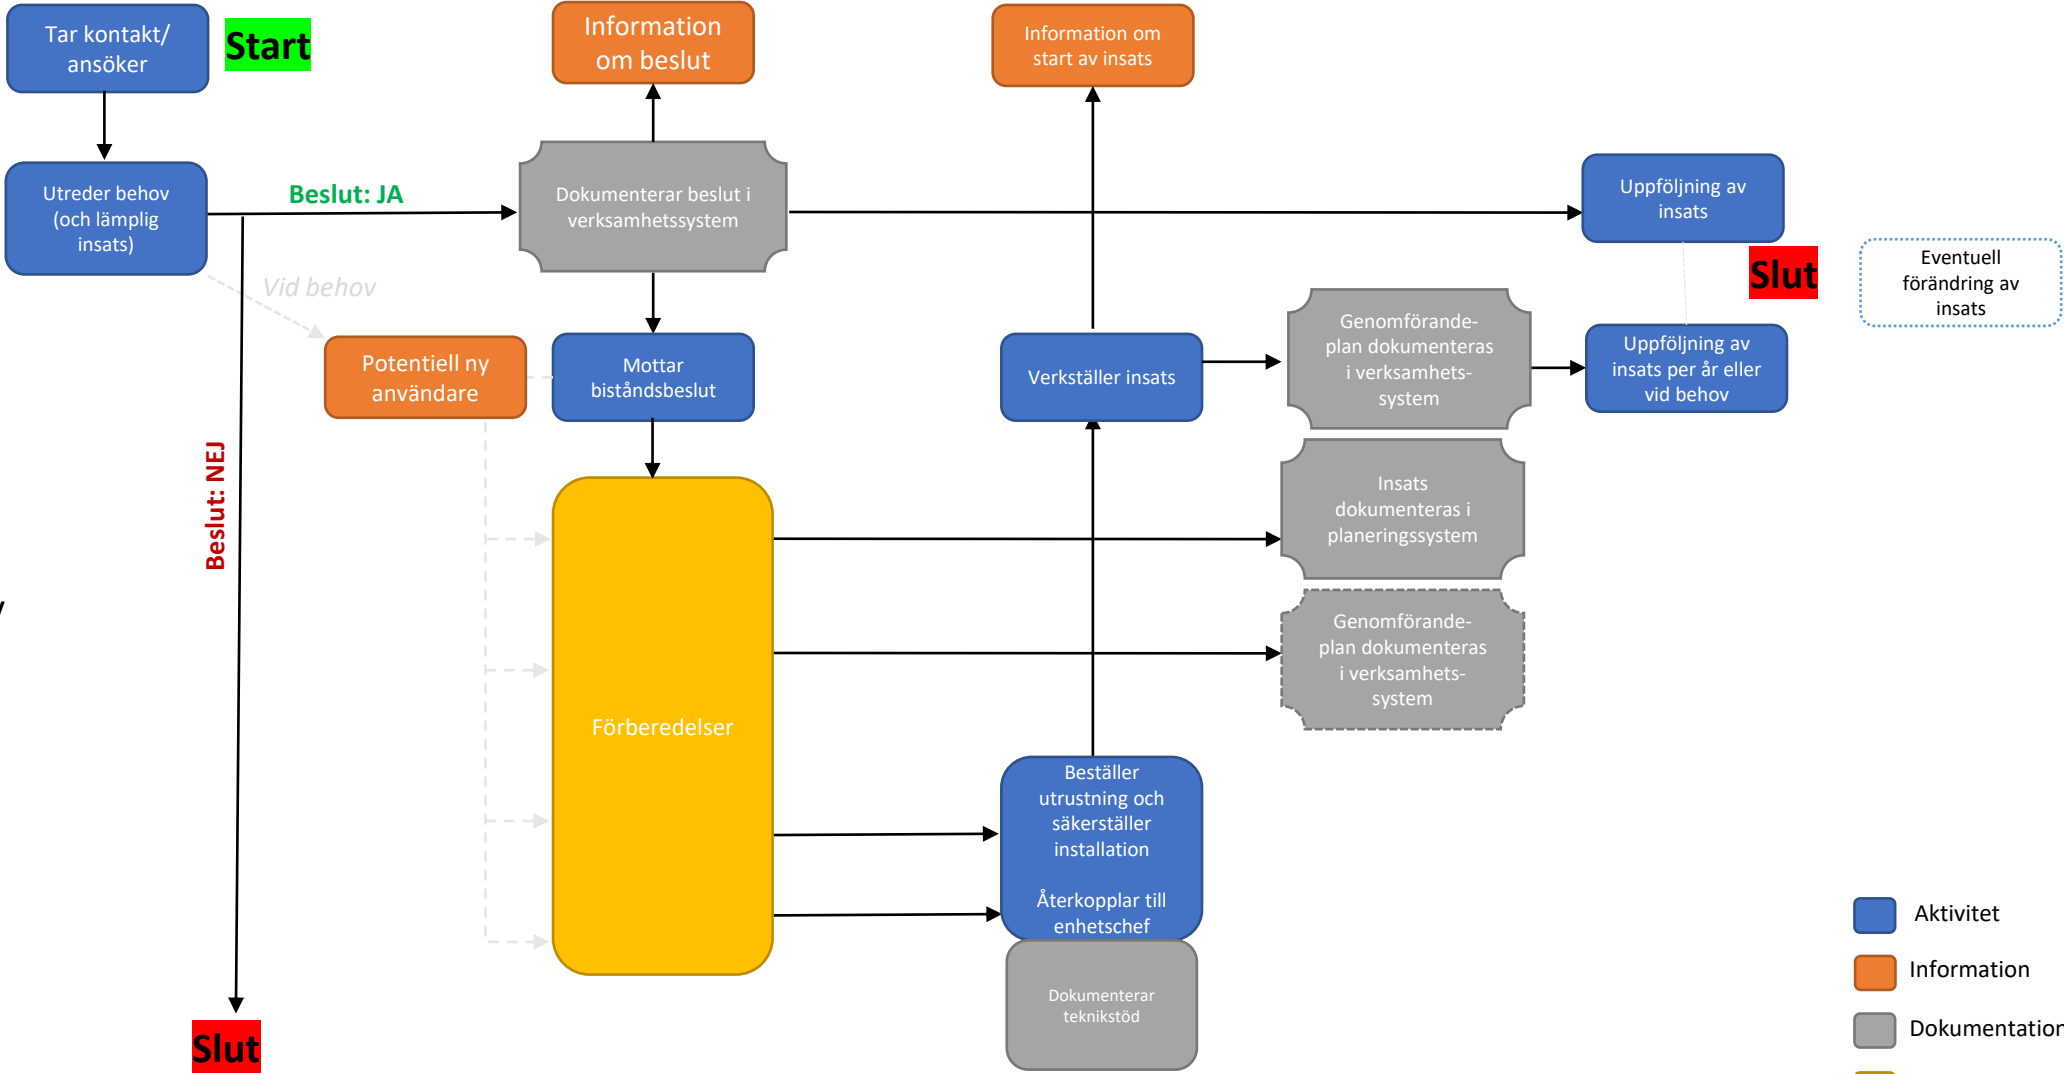 Tar kontakt/
ansöker
Start
Information
om beslut
Information om
start av insats
Utreder behov
(och lämplig
insats)
Beslut: JA
Dokumenterar beslut i
verksamhetssystem
Uppföljning av
insats
Slut
Eventuell
förändring av
insats
Vid behov
Potentiell ny
användare
Mottar
biståndsbeslut
Verkställer insats
Genomförande-
plan dokumenteras
i verksamhets-
system
Uppföljning av
insats per år eller
vid behov
Beslut: NEJ
Insats
dokumenteras i
planeringssystem
Genomförande-
plan dokumenteras
i verksamhets-
system
Förberedelser
Beställer
utrustning och
säkerställer
installation
Återkopplar till
enhetschef
Dokumenterar
teknikstöd
Slut
Aktivitet
Information
Dokumentation